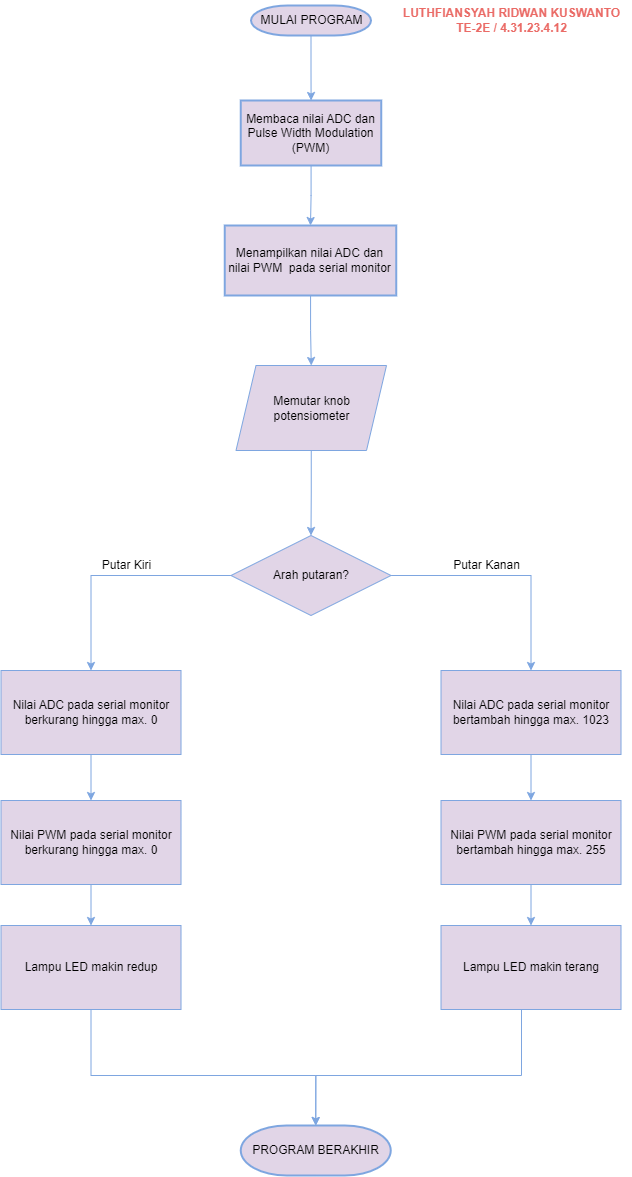 MULAI PROGRAM
LUTHFIANSYAH RIDWAN KUSWANTO
TE-2E / 4.31.23.4.12
Membaca nilai ADC dan
Pulse Width Modulation
(PWM)
Menampilkan nilai ADC dan
nilai PWM pada serial monitor
Memutar knob
potensiometer
Arah putaran?
Putar Kiri
Putar Kanan
Nilai ADC pada serial monitor
berkurang hingga max. 0
Nilai ADC pada serial monitor
bertambah hingga max. 1023
Nilai PWM pada serial monitor
berkurang hingga max. 0
Nilai PWM pada serial monitor
bertambah hingga max. 255
Lampu LED makin redup
Lampu LED makin terang
PROGRAM BERAKHIR